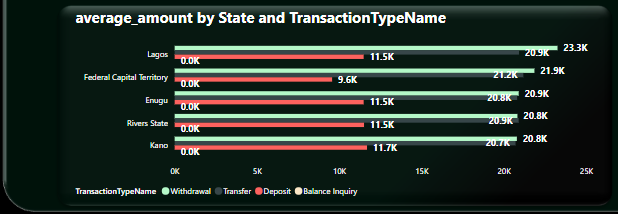 average_amount by State and TransactionTypeName
Lagos 23.3K
20.9K
11.5K
0.0K
Federal Capital Territory 21.9K
21.2K
9.6K
0.0K
Enugu 20.9K
20.8K
11.5K
0.0K
Rivers State 20.8K
20.9K
11.5K
0.0K
Kano 20.8K
20.7K
11.7K
0.0K
0K 5K 10K 15K 20K 25K
TransactionTypeName Withdrawal Transfer Deposit Balance Inquiry